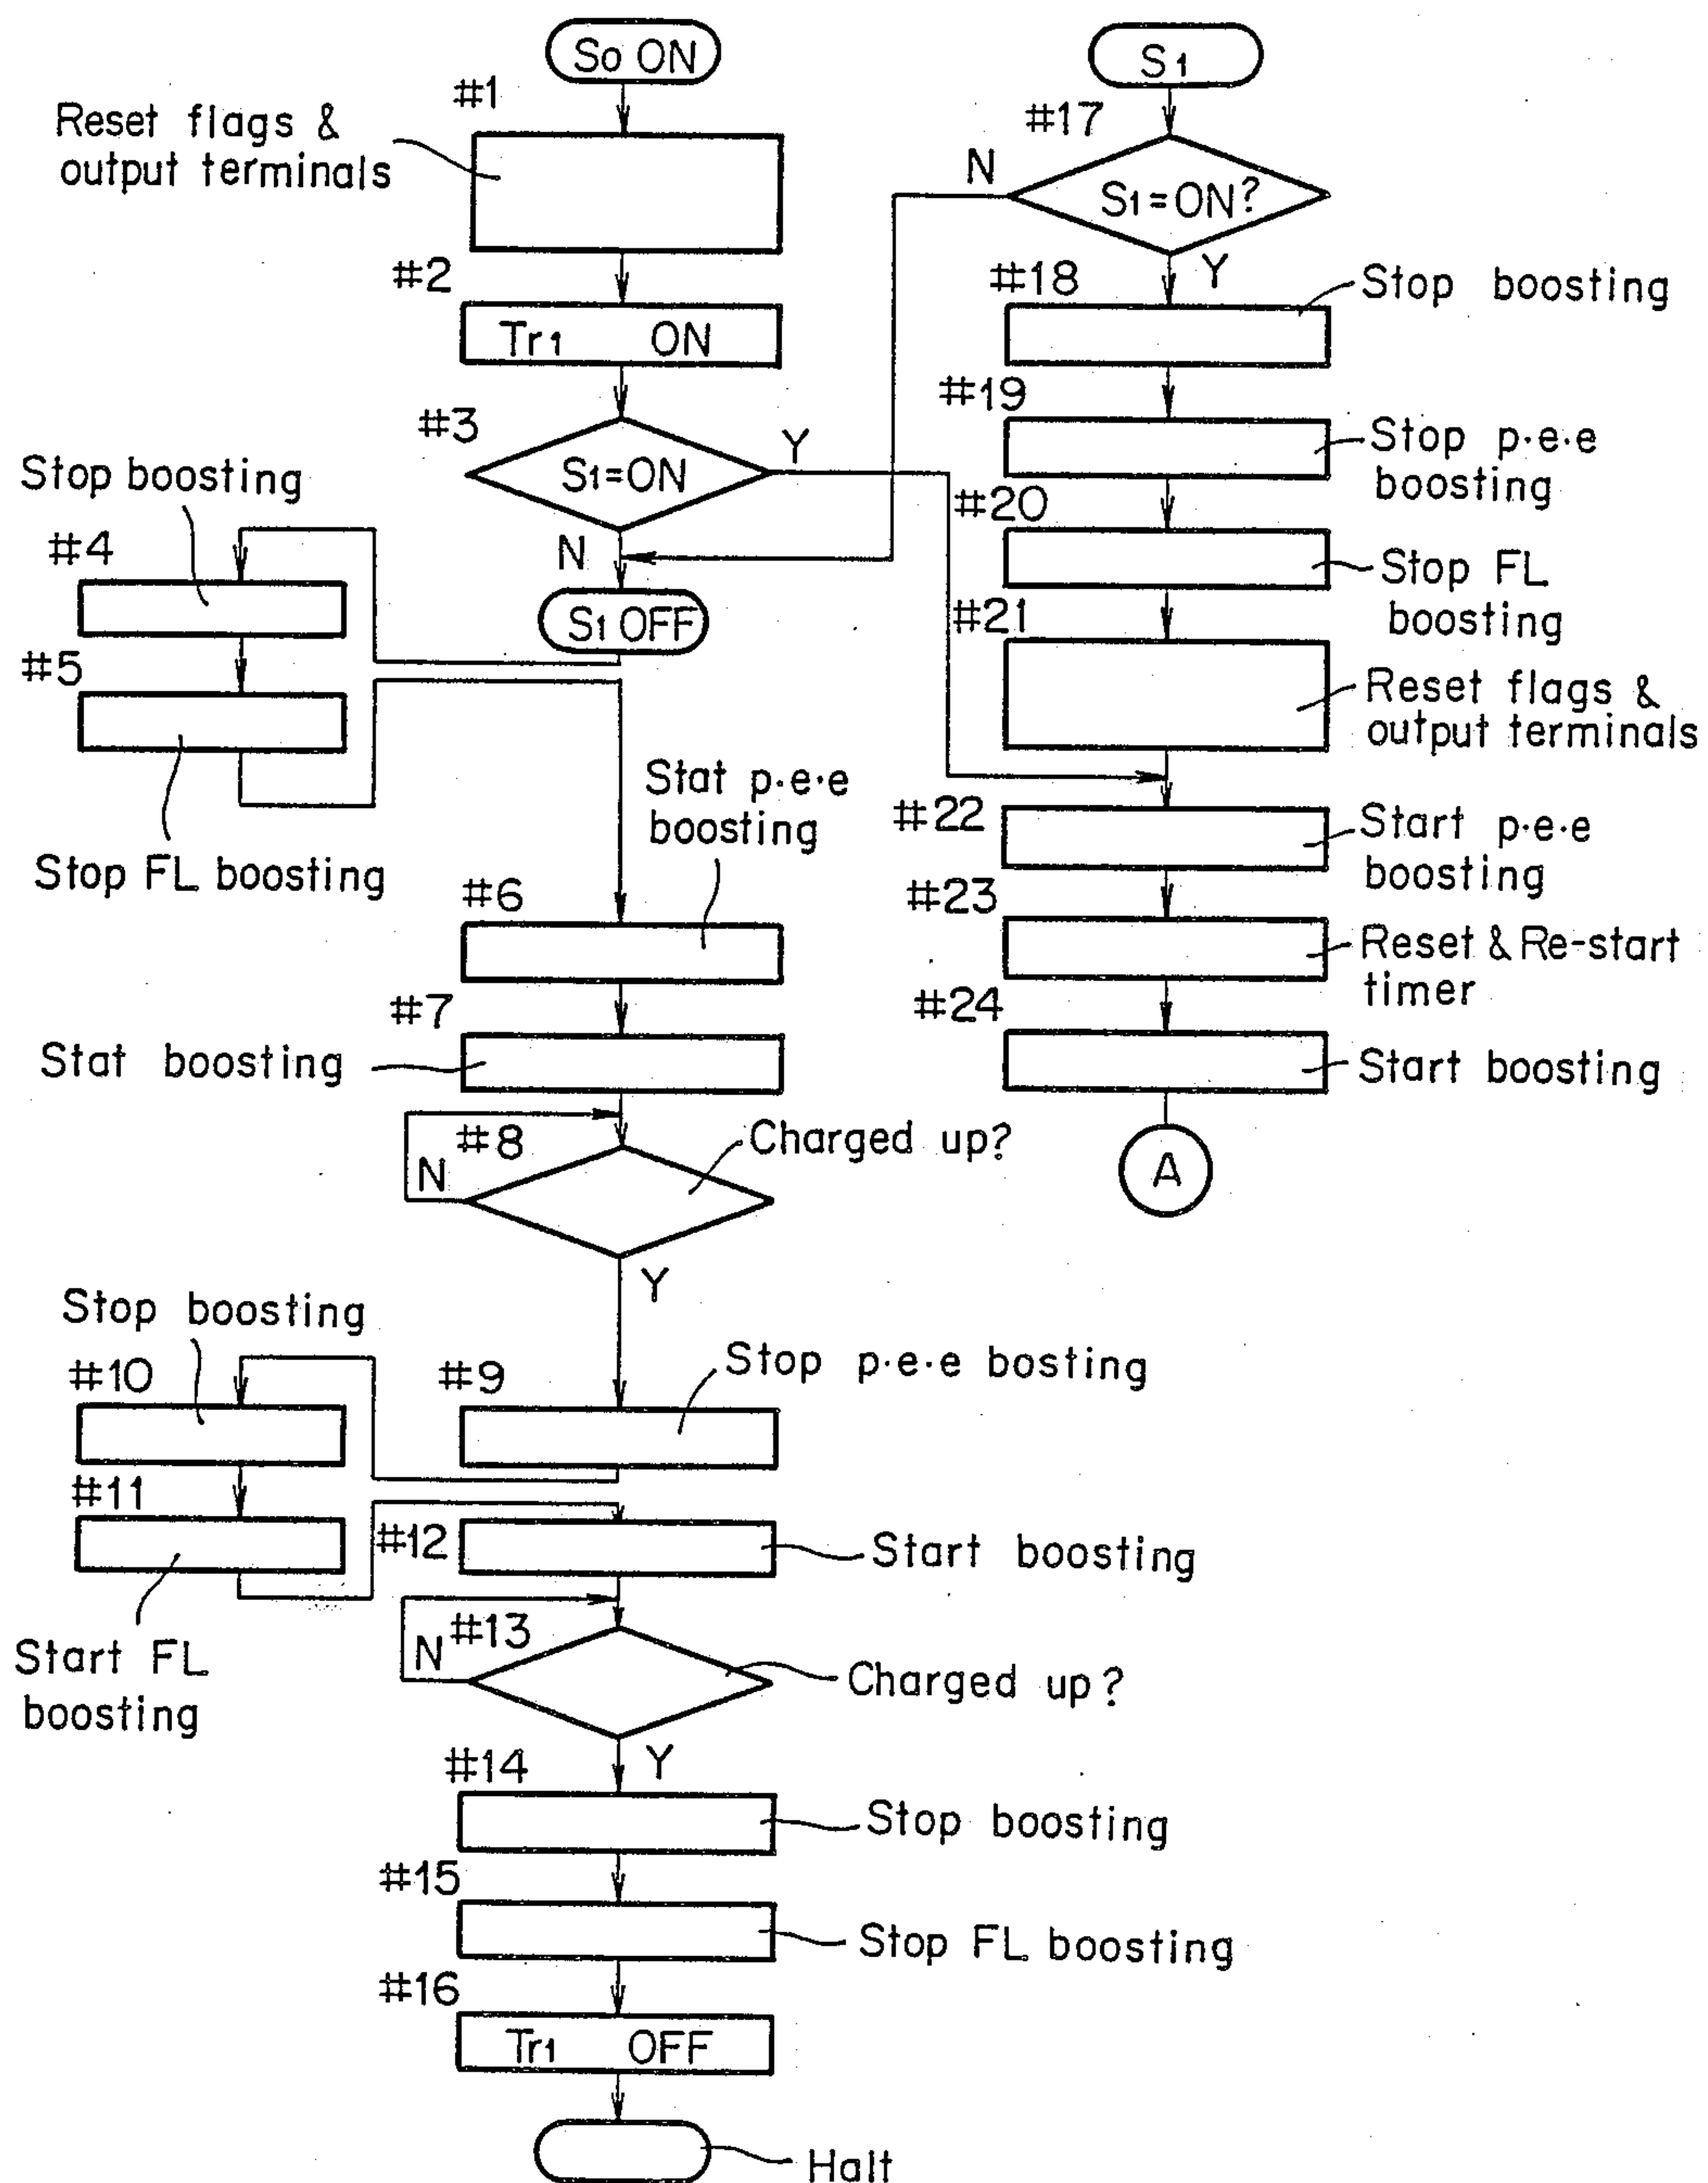 So ON
#1
Reset flags &
output terminals
#2
Tr1 ON
#3
S1=ON
Y
N
S1 OFF
Stop boosting
#4
#5
Stop FL boosting
Stat p·e·e
boosting
#6
#7
Stat boosting
#8
Charged up?
N
Y
Stop boosting
#10
#9
Stop p·e·e bosting
#11
Start FL
boosting
#12
Start boosting
#13
N
Charged up?
Y
#14
Stop boosting
#15
Stop FL boosting
#16
Tr1 OFF
Halt
S1
#17
N
S1=ON?
Y
#18
Stop boosting
#19
Stop p·e·e
boosting
#20
Stop FL
boosting
#21
Reset flags &
output terminals
#22
Start p·e·e
boosting
#23
Reset & Re-start
timer
#24
Start boosting
A